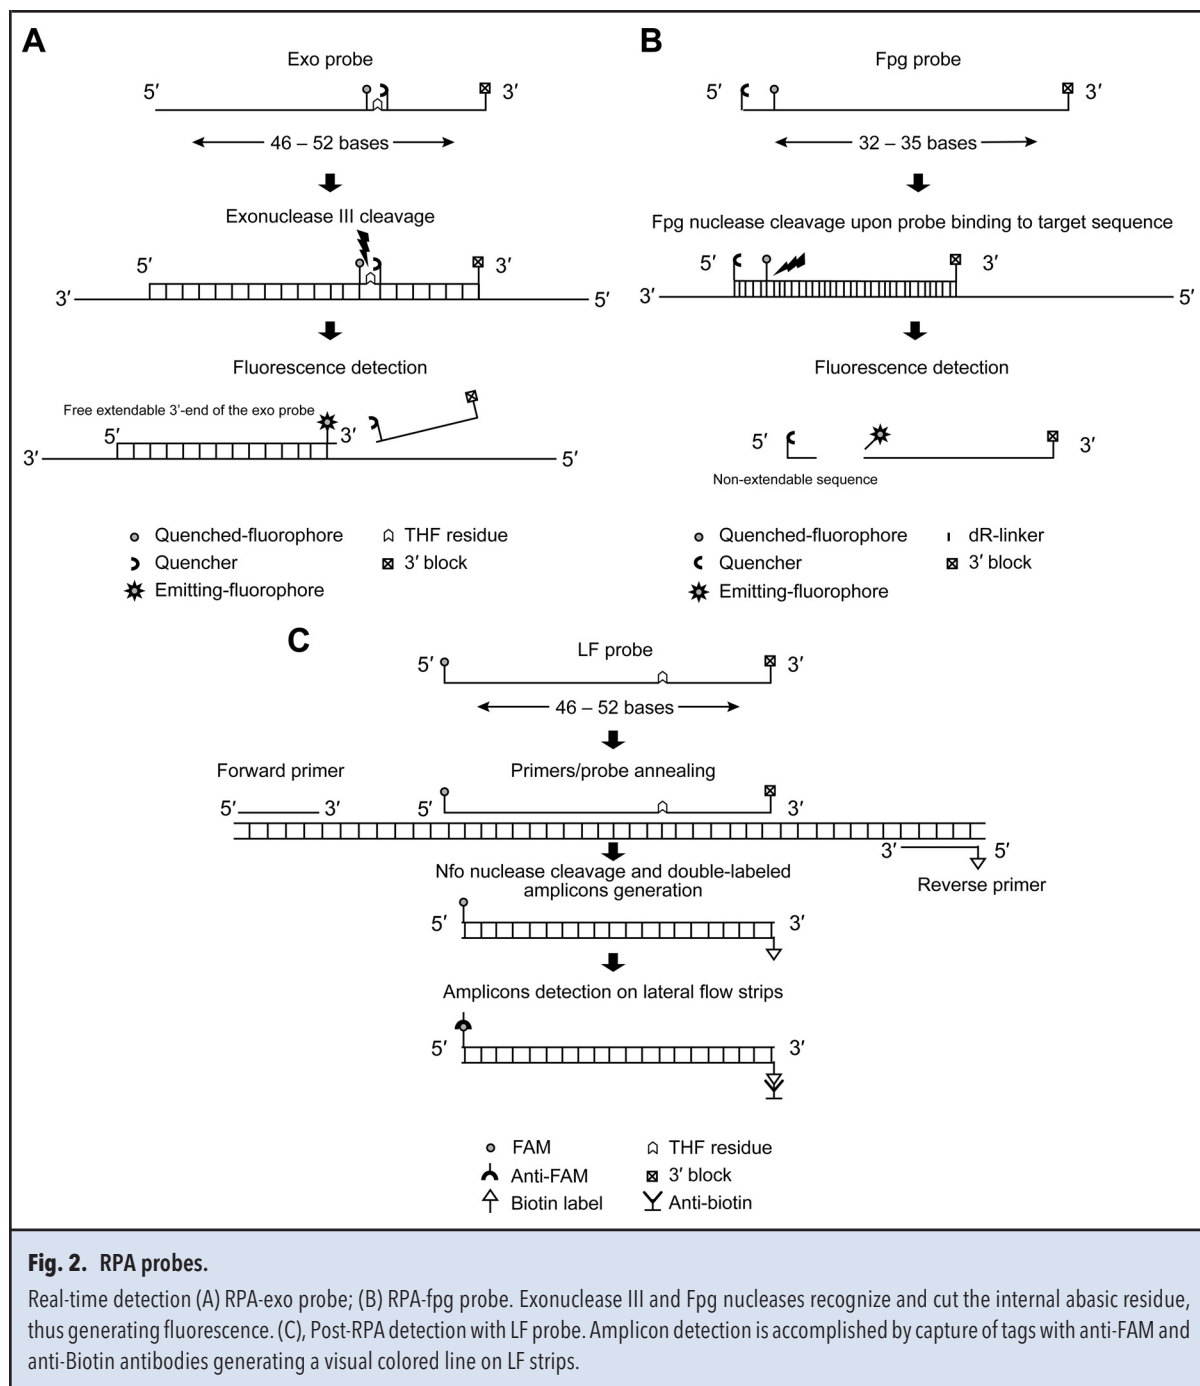 A
Exo probe
5′
3′
46 – 52 bases
Exonuclease III cleavage
5′
3′
3′
5′
Fluorescence detection
Free extendable 3’-end of the exo probe
5′
3′
3′
5′
Quenched-fluorophore
THF residue
Quencher
3′ block
Emitting-fluorophore
B
Fpg probe
5′
3′
32 – 35 bases
Fpg nuclease cleavage upon probe binding to target sequence
5′
3′
3′
5′
Fluorescence detection
5′
3′
Non-extendable sequence
Quenched-fluorophore
dR-linker
Quencher
3′ block
Emitting-fluorophore
C
LF probe
5′
3′
46 – 52 bases
Forward primer
Primers/probe annealing
5′
3′
5′
3′
3′
5′
Nfo nuclease cleavage and double-labeled
amplicons generation
Reverse primer
5′
3′
Amplicons detection on lateral flow strips
5′
3′
FAM
THF residue
Anti-FAM
3′ block
Biotin label
Anti-biotin
Fig. 2. RPA probes.
Real-time detection (A) RPA-exo probe; (B) RPA-fpg probe. Exonuclease III and Fpg nucleases recognize and cut the internal abasic residue,
thus generating fluorescence. (C), Post-RPA detection with LF probe. Amplicon detection is accomplished by capture of tags with anti-FAM and
anti-Biotin antibodies generating a visual colored line on LF strips.